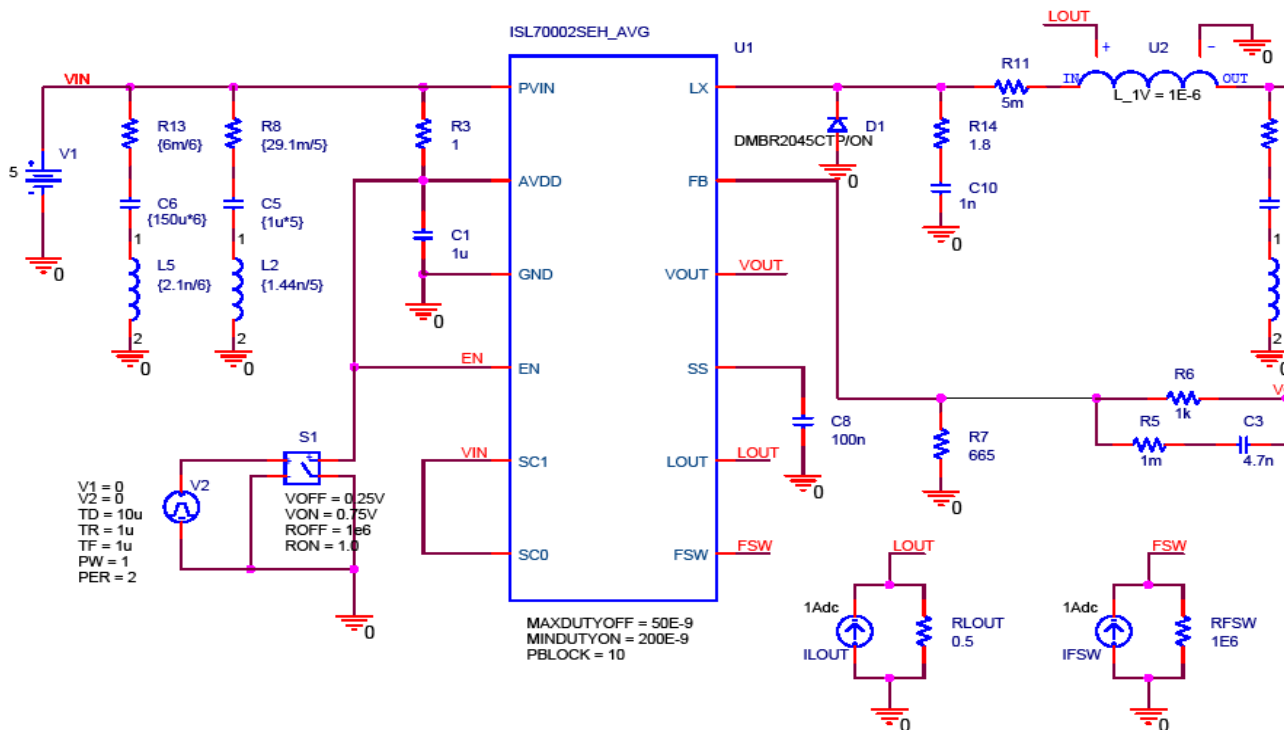 ISL70002SEH_AVG
U1
LOUT
+
-
U2
0
VIN
PVIN
LX
R11
5m
IN
OUT
L_1V = 1E-6
R13
{6m/6}
R8
{29.1m/5}
R3
1
D1
DMBR2045CTP/ON
0
R14
1.8
5
V1
+
-
0
AVDD
FB
C10
1n
0
C6
{150u*6}
C5
{1u*5}
C1
1u
1
1
1
L5
{2.1n/6}
L2
{1.44n/5}
GND
0
VOUT
VOUT
2
0
2
0
2
0
EN
EN
SS
R6
1k
C8
100n
0
R7
665
0
R5
1m
C3
4.7n
S1
VIN
SC1
LOUT
LOUT
V2
V1 = 0
V2 = 0
TD = 10u
TR = 1u
TF = 1u
PW = 1
PER = 2
VOFF = 0.25V
VON = 0.75V
ROFF = 1e6
RON = 1.0
0
SC0
FSW
FSW
MAXDUTYOFF = 50E-9
MINDUTYON = 200E-9
PBLOCK = 10
LOUT
1Adc
ILOUT
RLOUT
0.5
0
FSW
1Adc
IFSW
RFSW
1E6
0